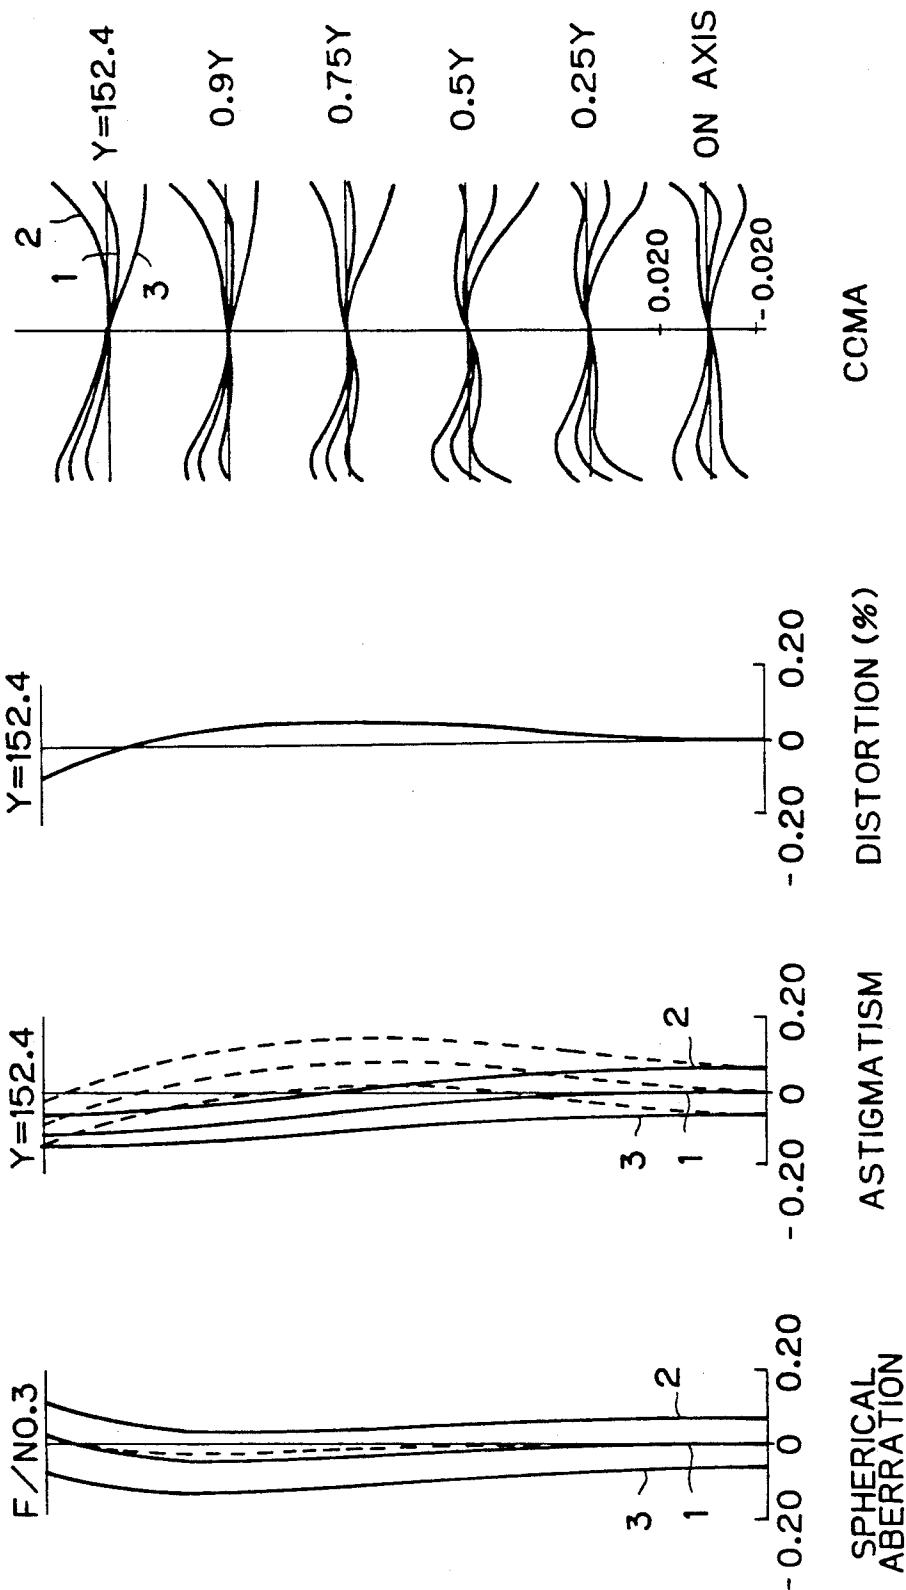 F/NO.3
2
1
3
-0.20
0
0.20
SPHERICAL
ABERRATION
Y=152.4
2
1
3
-0.20
0
0.20
ASTIGMATISM
Y=152.4
-0.20
0
0.20
DISTORTION (%)
2
1
3
Y=152.4
0.9Y
0.75Y
0.5Y
0.25Y
ON AXIS
0.020
-0.020
CCMA